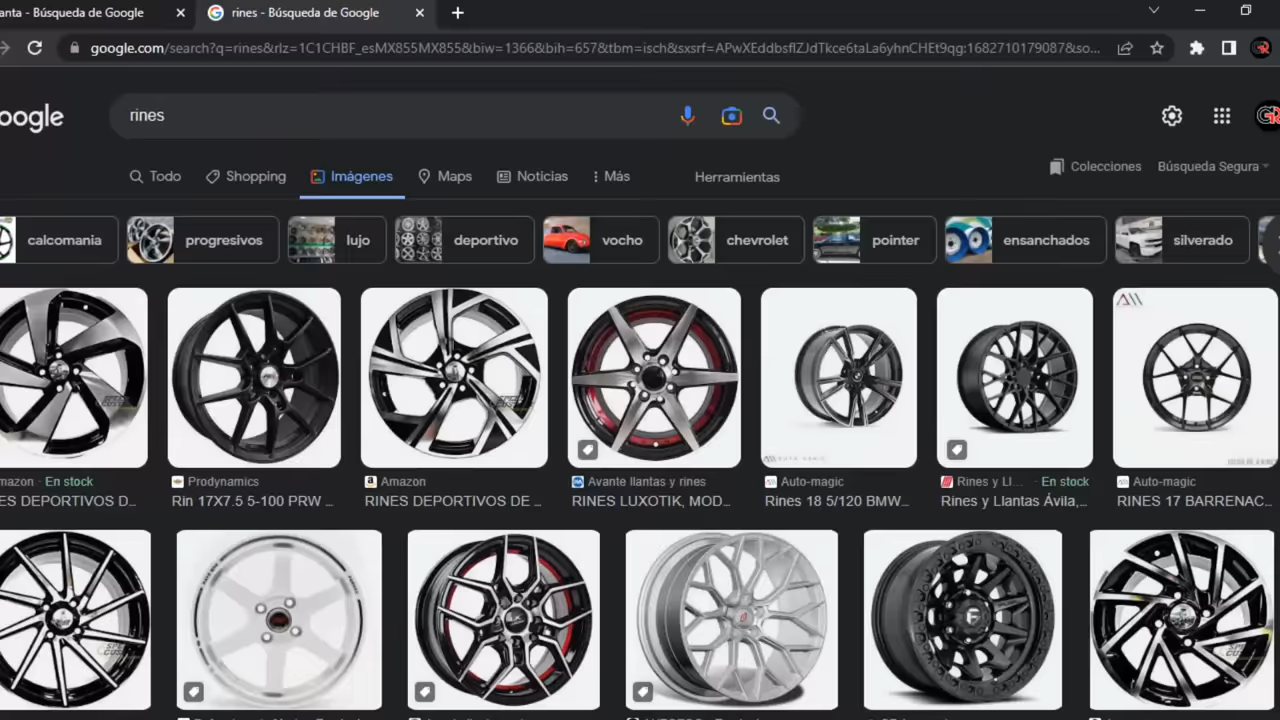 anta - Búsqueda de Google
rines - Búsqueda de Google
google.com/search?q=rines&rlz=1C1CHBF_esMX855MX855&biw=1366&bih=657&tbm=isch&sxsrf=APwXEddbsflZJdTkce6taLa6yhnCHEt9qg:1682710179087&so...
oogle
rines
Todo
Shopping
Imágenes
Maps
Noticias
Más
Herramientas
Colecciones
Búsqueda Segura
calcomania
progresivos
lujo
deportivo
vocho
chevrolet
pointer
ensanchados
silverado
mazon · En stock
ES DEPORTIVOS D...
Prodynamics
Rin 17X7.5 5-100 PRW ...
Amazon
RINES DEPORTIVOS DE ...
Avante llantas y rines
RINES LUXOTIK, MOD...
Auto-magic
Rines 18 5/120 BMW...
Rines y Ll... · En stock
Rines y Llantas Ávila,...
Auto-magic
RINES 17 BARRENAC...